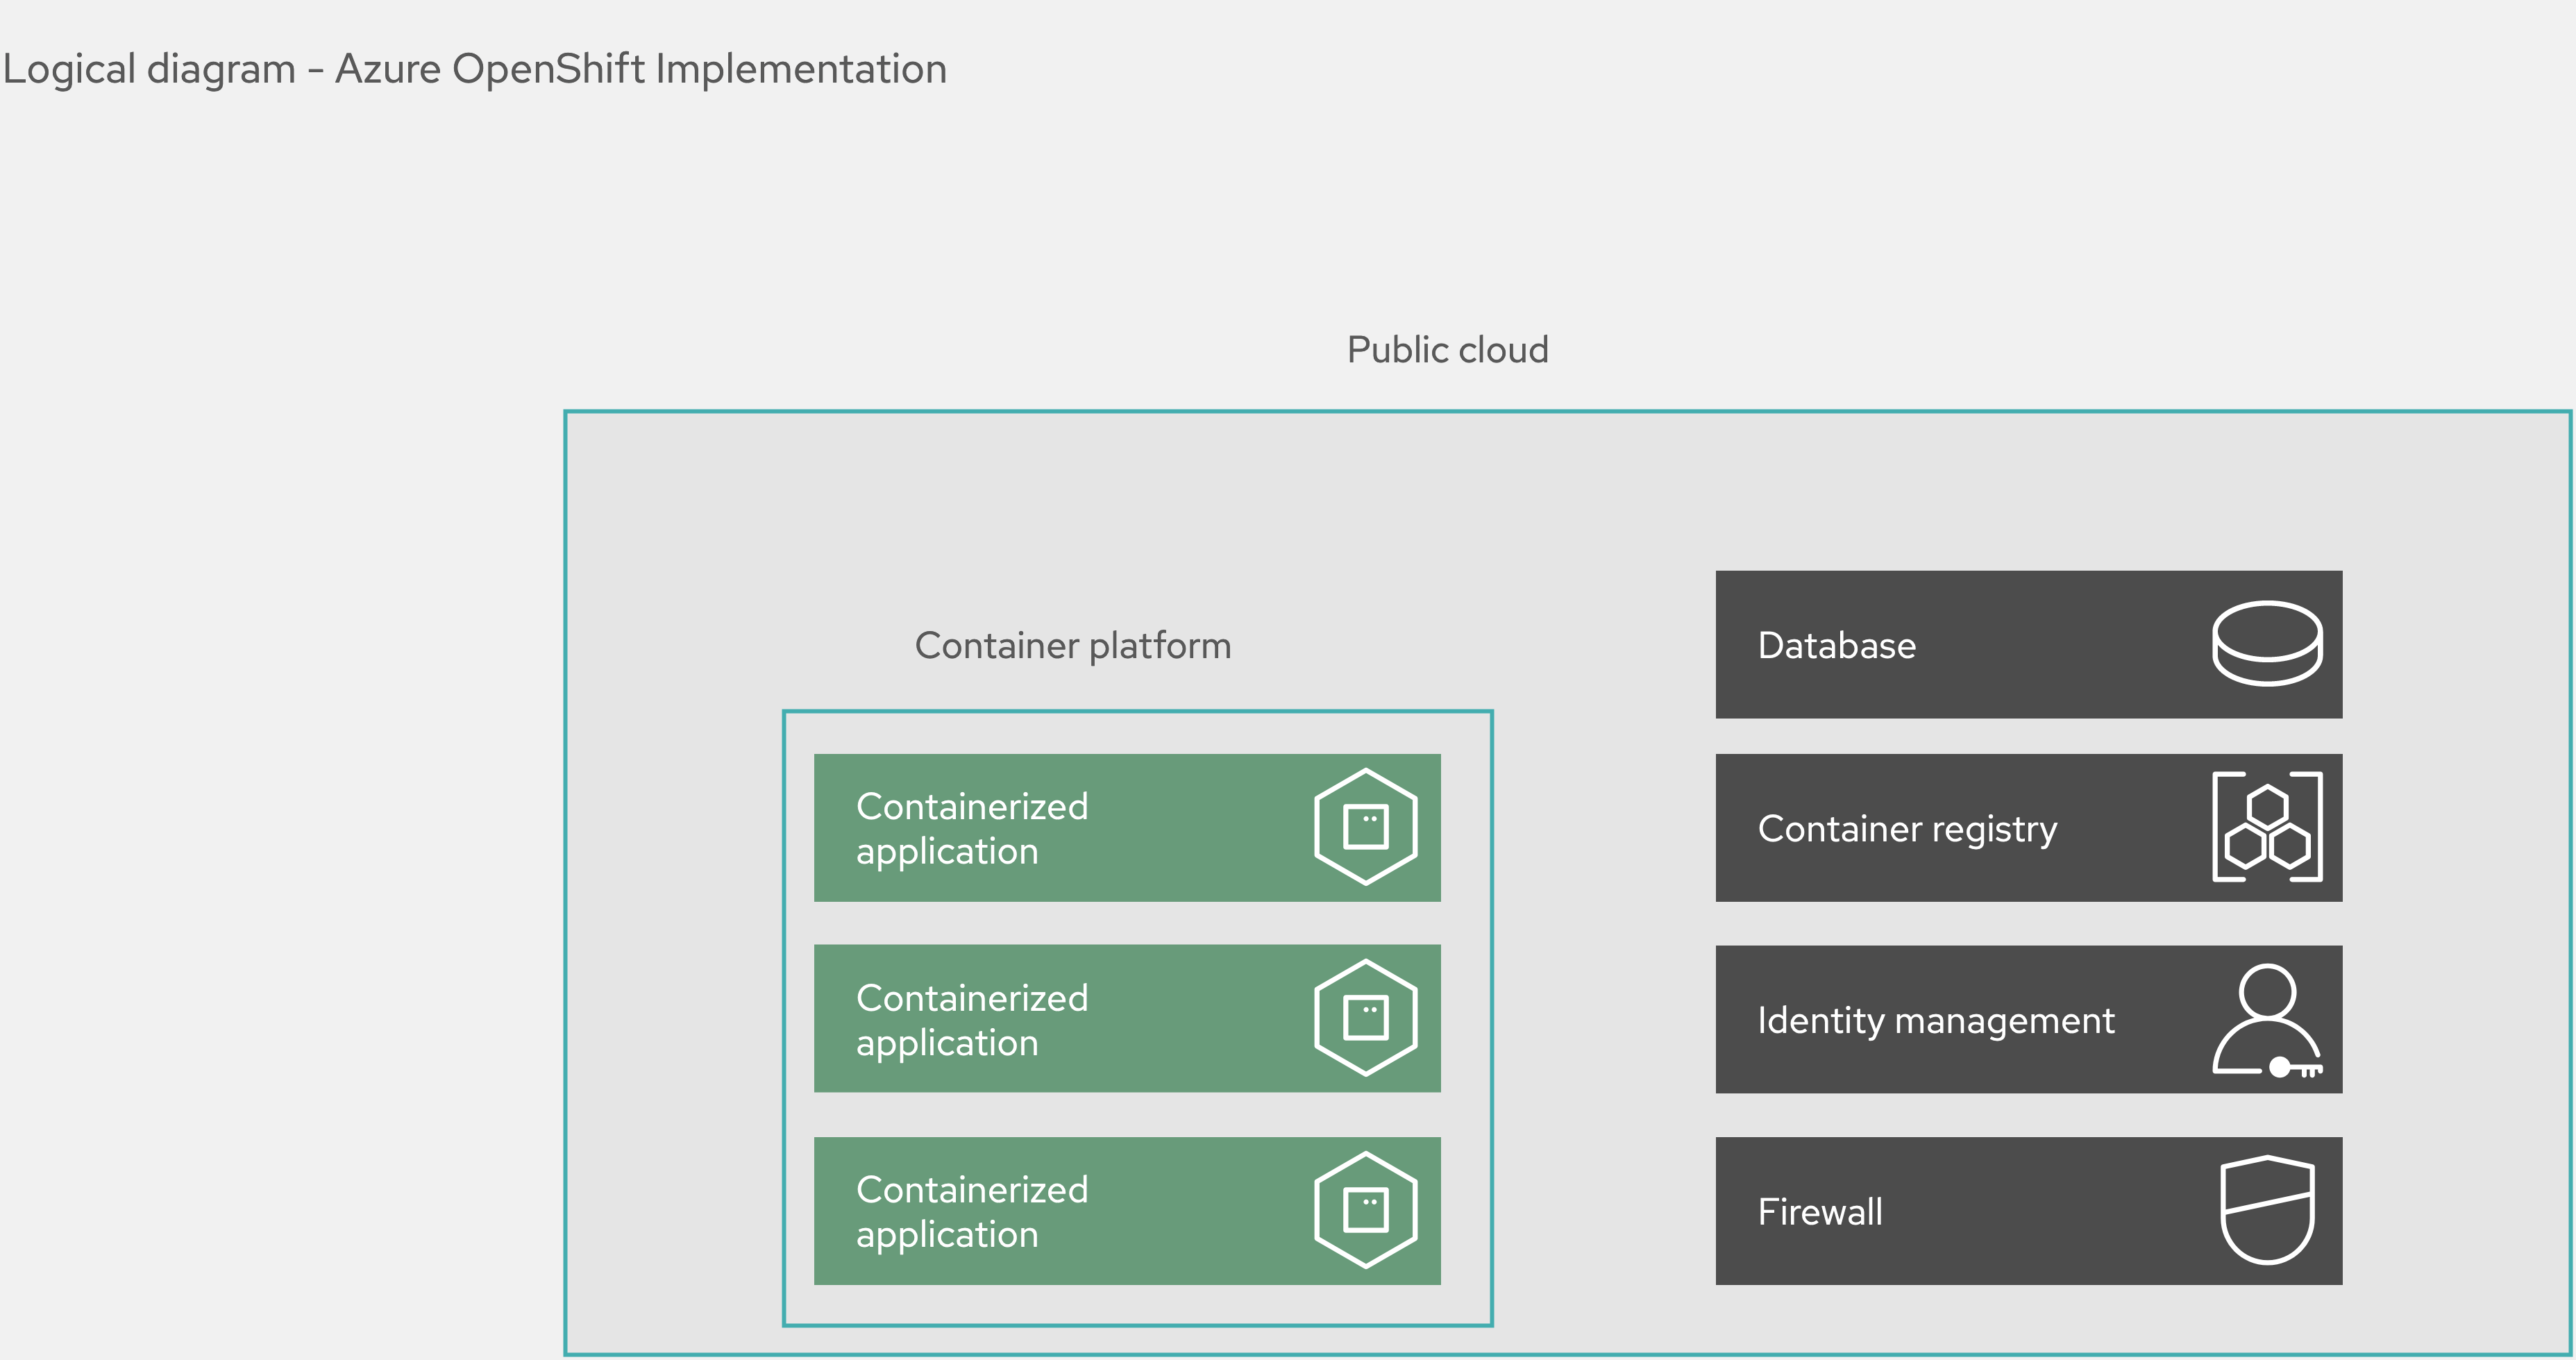 Logical diagram - Azure OpenShift Implementation
Public cloud
Container platform
Containerized
application
Containerized
application
Containerized
application
Database
Container registry
Identity management
Firewall